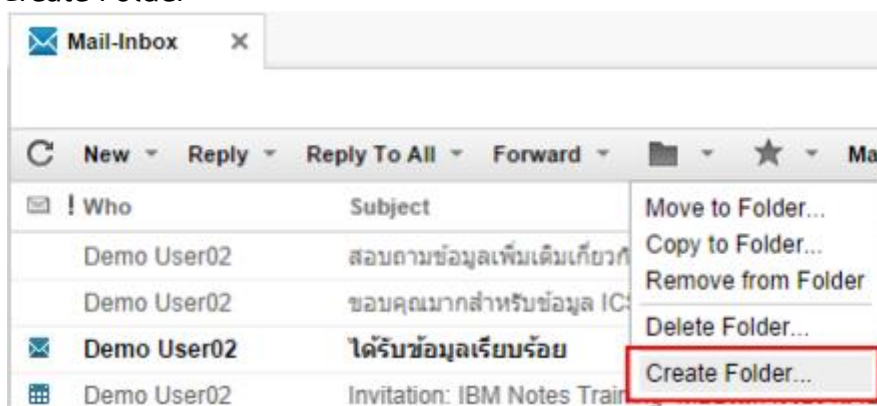 Mail-Inbox ×
New Reply Reply To All Forward Ma
! Who Subject
Move to Folder...
Demo User02 สอบถามข้อมูลเพิ่มเติมเกี่ยวกั
Copy to Folder...
Remove from Folder
Demo User02 ขอบคุณมากสำหรับข้อมูล ICS
Delete Folder...
Demo User02 ได้รับข้อมูลเรียบร้อย
Create Folder...
Demo User02 Invitation: IBM Notes Train